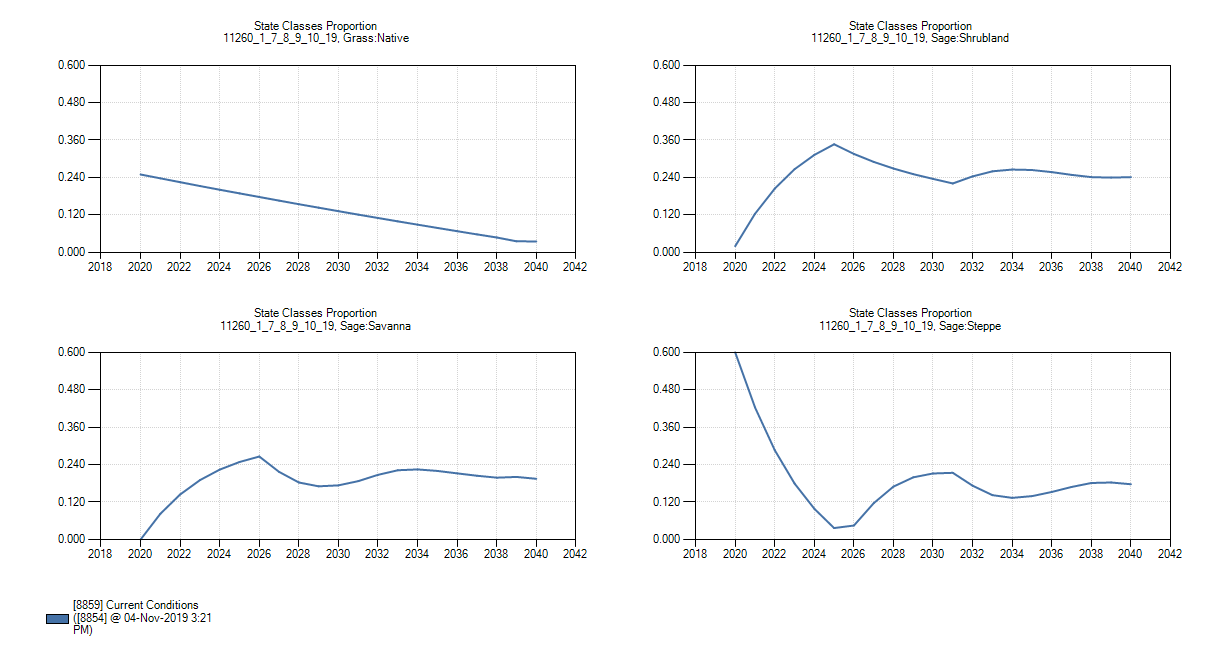 State Classes Proportion
11260_1_7_8_9_10_19, Grass:Native
0.600
0.480
0.360
0.240
0.120
0.000
2018 2020 2022 2024 2026 2028 2030 2032 2034 2036 2038 2040 2042
State Classes Proportion
11260_1_7_8_9_10_19, Sage:Shrubland
0.600
0.480
0.360
0.240
0.120
0.000
2018 2020 2022 2024 2026 2028 2030 2032 2034 2036 2038 2040 2042
State Classes Proportion
11260_1_7_8_9_10_19, Sage:Savanna
0.600
0.480
0.360
0.240
0.120
0.000
2018 2020 2022 2024 2026 2028 2030 2032 2034 2036 2038 2040 2042
State Classes Proportion
11260_1_7_8_9_10_19, Sage:Steppe
0.600
0.480
0.360
0.240
0.120
0.000
2018 2020 2022 2024 2026 2028 2030 2032 2034 2036 2038 2040 2042
[8859] Current Conditions
([8854] @ 04-Nov-2019 3:21
PM)